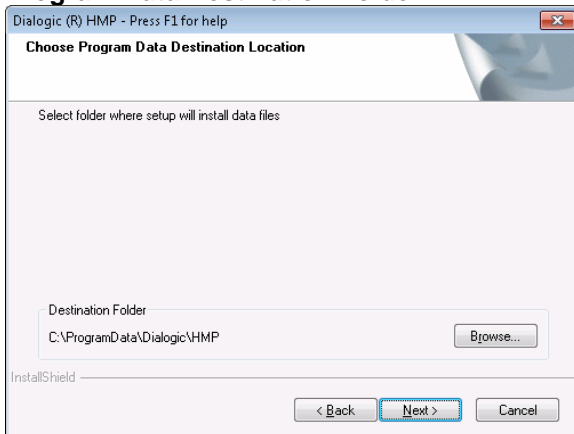 Dialogic (R) HMP - Press F1 for help
Choose Program Data Destination Location
Select folder where setup will install data files
Destination Folder
C:\ProgramData\Dialogic\HMP
Browse...
InstallShield
< Back
Next >
Cancel